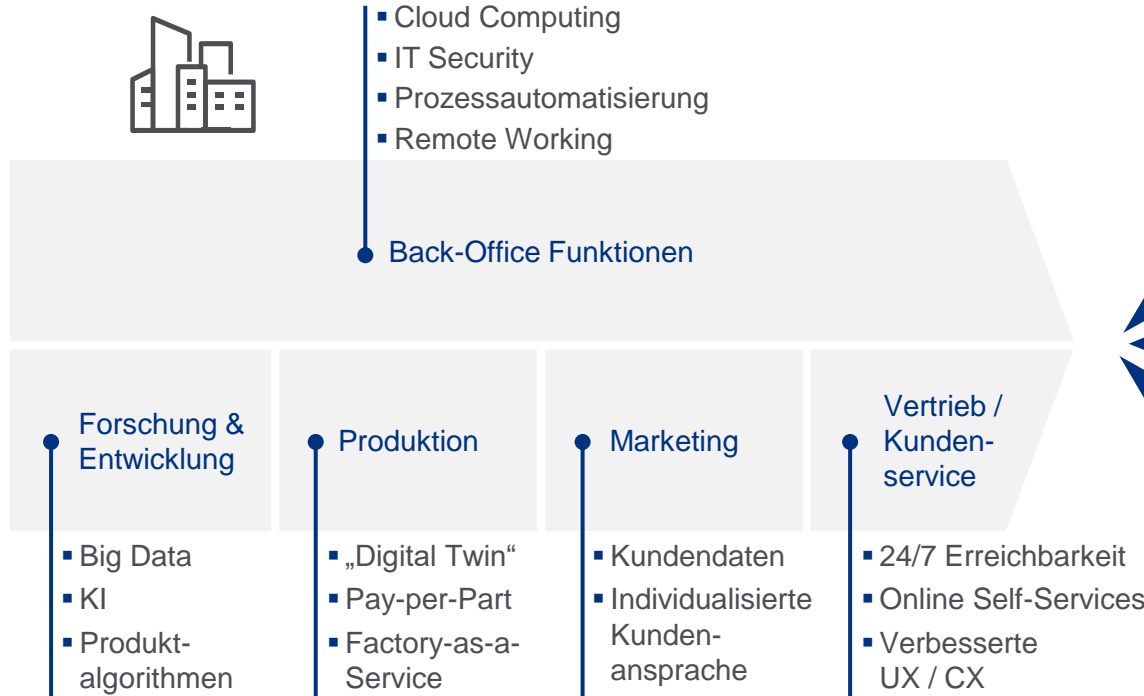 Cloud Computing
IT Security
Prozessautomatisierung
Remote Working
Back-Office Funktionen
Forschung &
Entwicklung
Produktion
Marketing
Vertrieb /
Kunden-
service
Big Data
KI
Produkt-
algorithmen
„Digital Twin“
Pay-per-Part
Factory-as-a-
Service
Kundendaten
Individualisierte
Kunden-
ansprache
24/7 Erreichbarkeit
Online Self-Services
Verbesserte
UX / CX